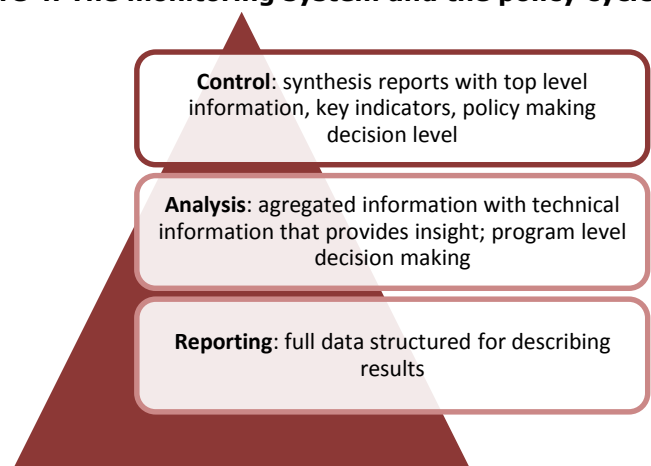 The monitoring system and the policy cycle
Control: synthesis reports with top level
information, key indicators, policy making
decision level
Analysis: agregated information with technical
information that provides insight; program level
decision making
Reporting: full data structured for describing
results